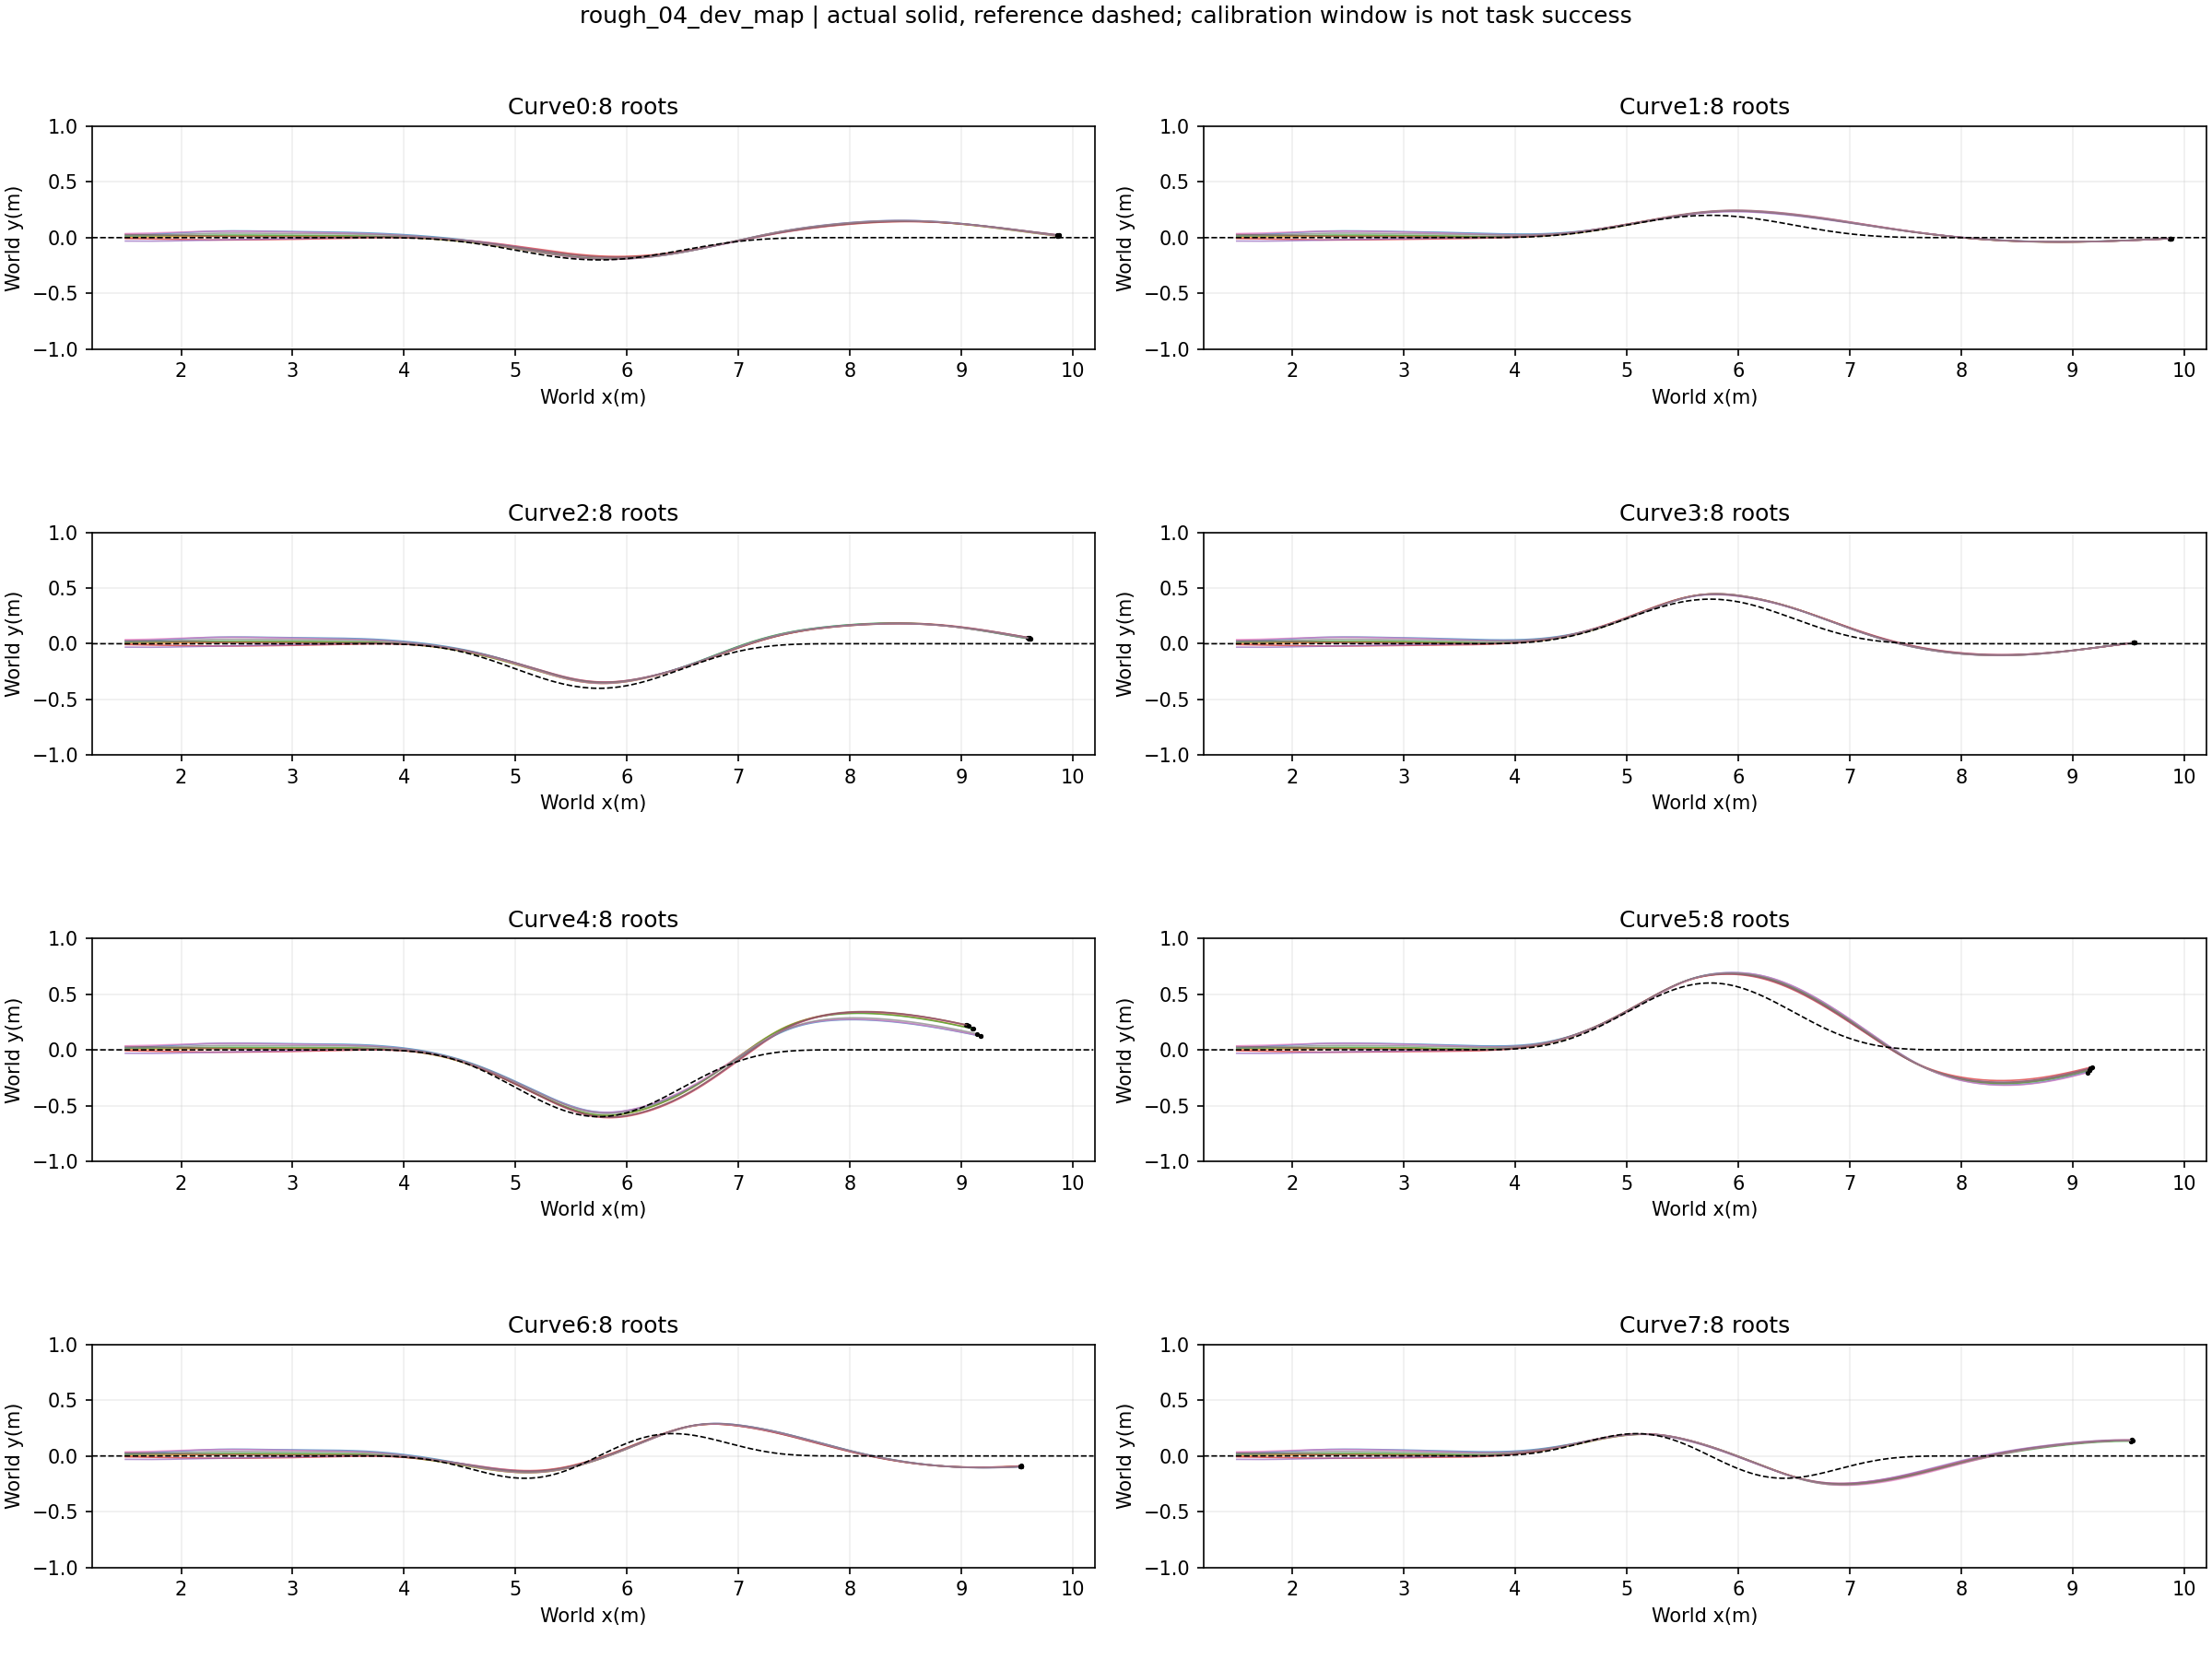 rough_04_dev_map | actual solid, reference dashed; calibration window is not task success
Curve0:8 roots
World y(m)
1.0
0.5
0.0
−0.5
−1.0
2 3 4 5 6 7 8 9 10
World x(m)
Curve1:8 roots
World y(m)
1.0
0.5
0.0
−0.5
−1.0
2 3 4 5 6 7 8 9 10
World x(m)
Curve2:8 roots
World y(m)
1.0
0.5
0.0
−0.5
−1.0
2 3 4 5 6 7 8 9 10
World x(m)
Curve3:8 roots
World y(m)
1.0
0.5
0.0
−0.5
−1.0
2 3 4 5 6 7 8 9 10
World x(m)
Curve4:8 roots
World y(m)
1.0
0.5
0.0
−0.5
−1.0
2 3 4 5 6 7 8 9 10
World x(m)
Curve5:8 roots
World y(m)
1.0
0.5
0.0
−0.5
−1.0
2 3 4 5 6 7 8 9 10
World x(m)
Curve6:8 roots
World y(m)
1.0
0.5
0.0
−0.5
−1.0
2 3 4 5 6 7 8 9 10
World x(m)
Curve7:8 roots
World y(m)
1.0
0.5
0.0
−0.5
−1.0
2 3 4 5 6 7 8 9 10
World x(m)